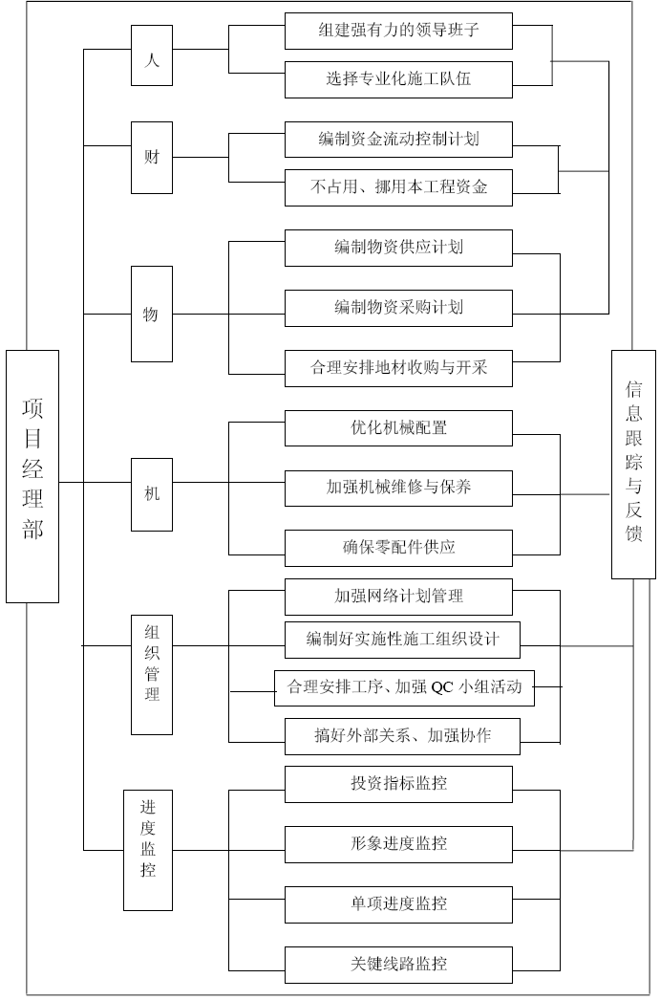 项目经理部
人
组建强有力的领导班子
选择专业化施工队伍
财
编制资金流动控制计划
不占用、挪用本工程资金
物
编制物资供应计划
编制物资采购计划
合理安排地材收购与开采
机
优化机械配置
加强机械维修与保养
确保零配件供应
组织管理
加强网络计划管理
编制好实施性施工组织设计
合理安排工序、加强QC小组活动
搞好外部关系、加强协作
进度监控
投资指标监控
形象进度监控
单项进度监控
关键线路监控
信息跟踪与反馈